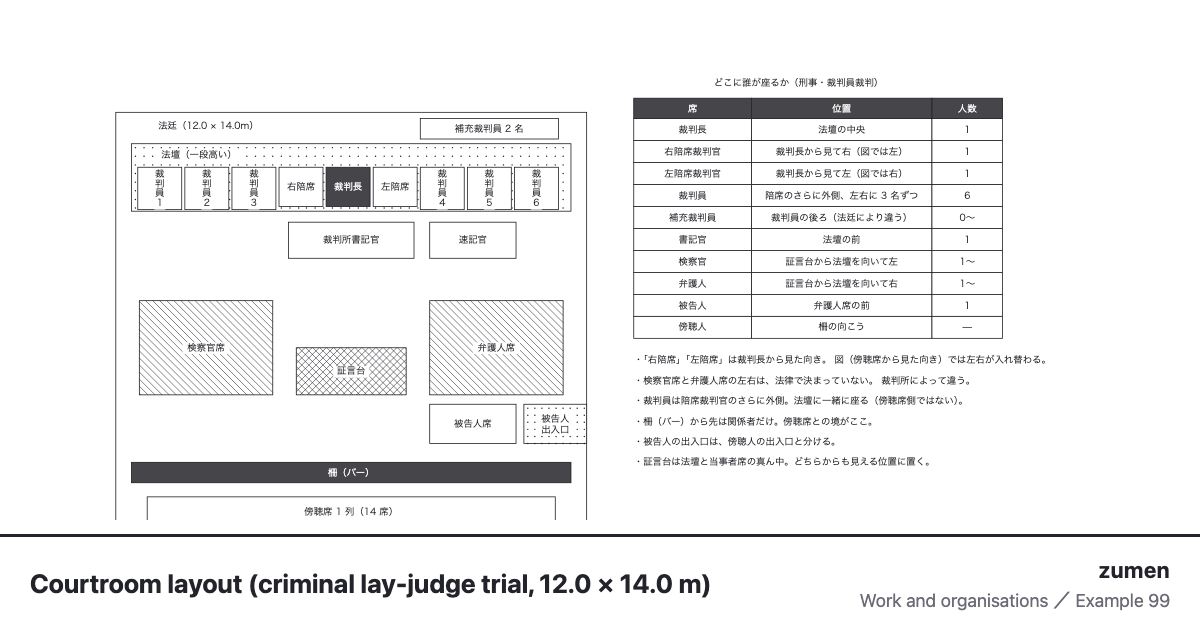 法廷（12.0 × 14.0m）
補充裁判員 2 名
法壇（一段高い）
裁判員1
裁判員2
裁判員3
右陪席
裁判長
左陪席
裁判員4
裁判員5
裁判員6
裁判所書記官
速記官
検察官席
証言台
弁護人席
被告人席
被告人
出入口
柵（バー）
傍聴席 1 列（14 席）
どこに誰が座るか（刑事・裁判員裁判）
席 位置 人数
裁判長 法壇の中央 1
右陪席裁判官 裁判長から見て右（図では左） 1
左陪席裁判官 裁判長から見て左（図では右） 1
裁判員 陪席のさらに外側、左右に 3 名ずつ 6
補充裁判員 裁判員の後ろ（法廷により違う） 0〜
書記官 法壇の前 1
検察官 証言台から法壇を向いて左 1〜
弁護人 証言台から法壇を向いて右 1〜
被告人 弁護人席の前 1
傍聴人 柵の向こう —
・「右陪席」「左陪席」は裁判長から見た向き。 図（傍聴席から見た向き）では左右が入れ替わる。
・検察官席と弁護人席の左右は、法律で決まっていない。 裁判所によって違う。
・裁判員は陪席裁判官のさらに外側。法壇に一緒に座る（傍聴席側ではない）。
・柵（バー）から先は関係者だけ。傍聴席との境がここ。
・被告人の出入口は、傍聴人の出入口と分ける。
・証言台は法壇と当事者席の真ん中。どちらからも見える位置に置く。
Courtroom layout (criminal lay-judge trial, 12.0 × 14.0 m)
zumen
Work and organisations ／ Example 99